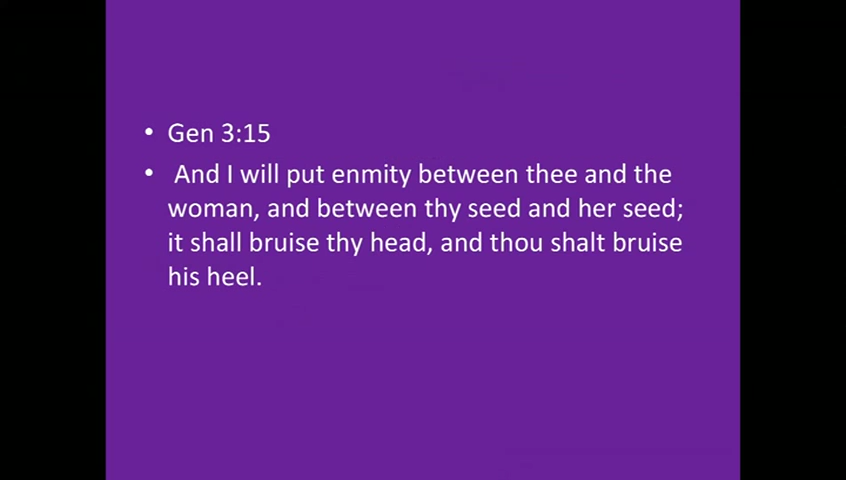 • Gen 3:15
• And I will put enmity between thee and the
woman, and between thy seed and her seed;
it shall bruise thy head, and thou shalt bruise
his heel.